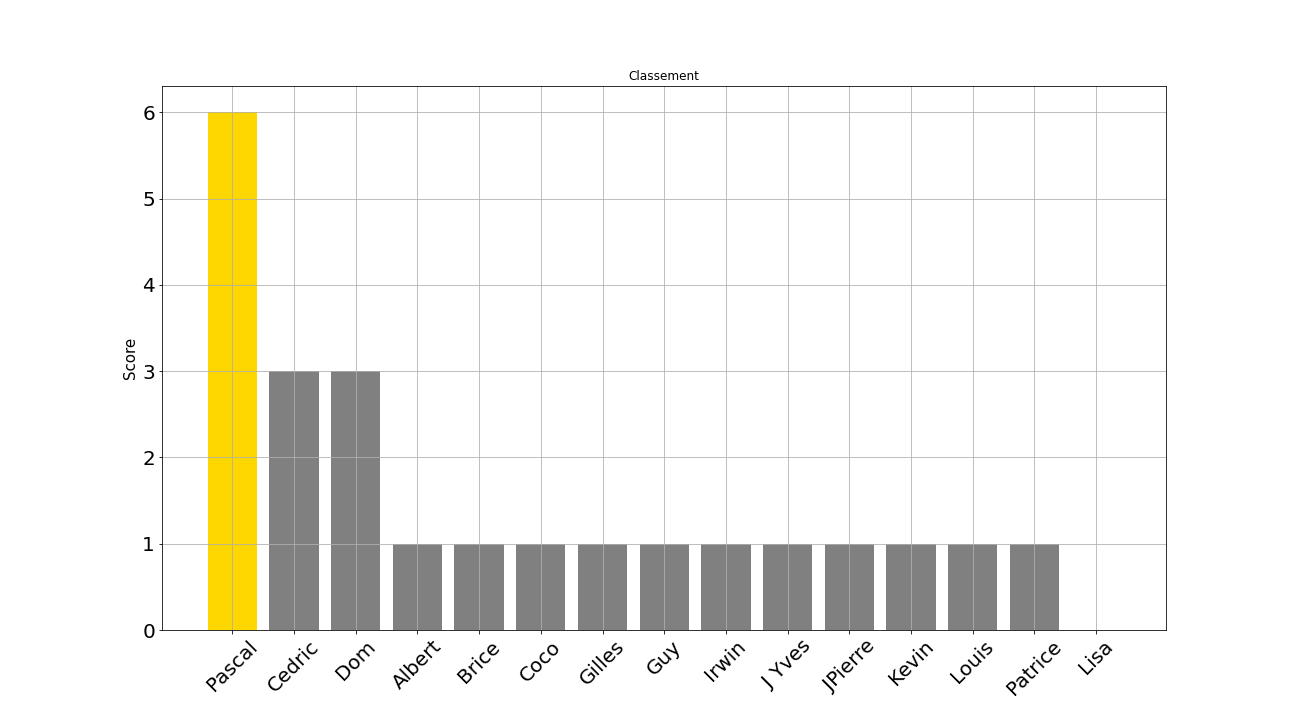 Classement
Score
6
5
4
3
2
1
0
Pascal
Cedric
Dom
Albert
Brice
Coco
Gilles
Guy
Irwin
J Yves
JPierre
Kevin
Louis
Patrice
Lisa